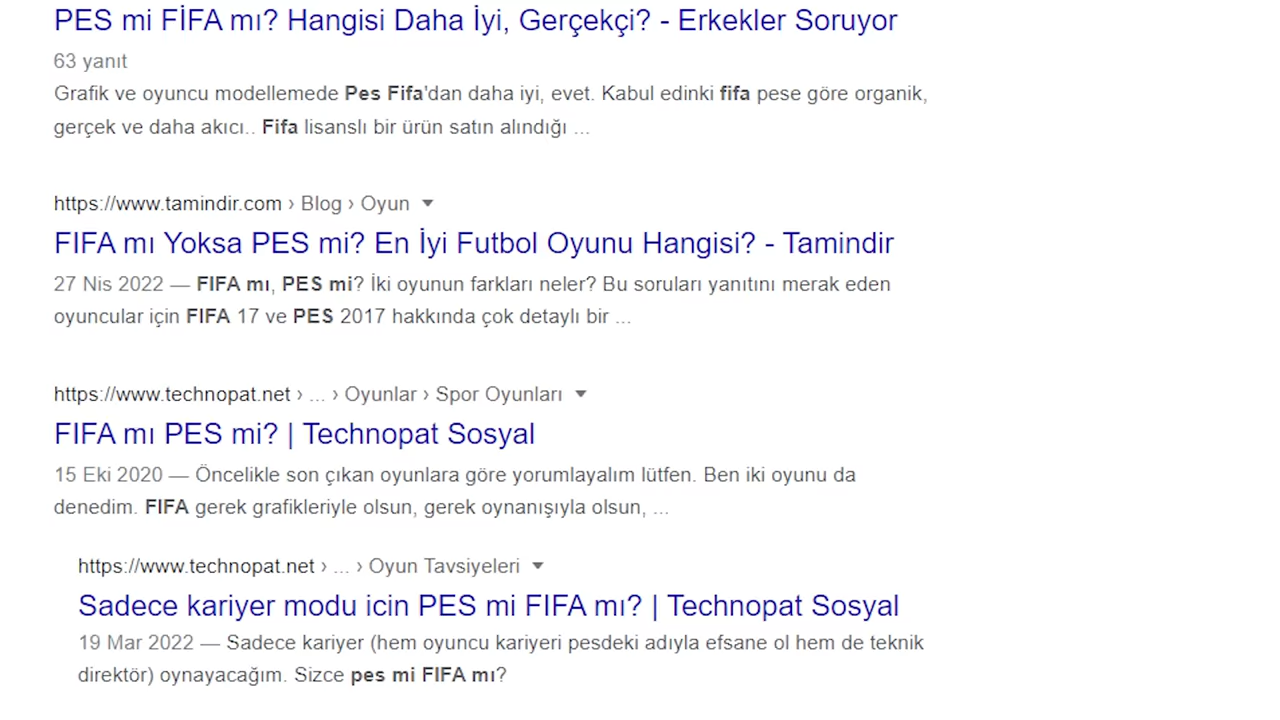 PES mi FİFA mı? Hangisi Daha İyi, Gerçekçi? - Erkekler Soruyor
63 yanıt
Grafik ve oyuncu modellemede Pes Fifa'dan daha iyi, evet. Kabul edinki fifa pese göre organik,
gerçek ve daha akıcı.. Fifa lisanslı bir ürün satın alındığı ...
https://www.tamindir.com › Blog › Oyun
FIFA mı Yoksa PES mi? En İyi Futbol Oyunu Hangisi? - Tamindir
27 Nis 2022 — FIFA mı, PES mi? İki oyunun farkları neler? Bu soruları yanıtını merak eden
oyuncular için FIFA 17 ve PES 2017 hakkında çok detaylı bir ...
https://www.technopat.net › ... › Oyunlar › Spor Oyunları
FIFA mı PES mi? | Technopat Sosyal
15 Eki 2020 — Öncelikle son çıkan oyunlara göre yorumlayalım lütfen. Ben iki oyunu da
denedim. FIFA gerek grafikleriyle olsun, gerek oynanışıyla olsun, ...
https://www.technopat.net › ... › Oyun Tavsiyeleri
Sadece kariyer modu icin PES mi FIFA mı? | Technopat Sosyal
19 Mar 2022 — Sadece kariyer (hem oyuncu kariyeri pesdeki adıyla efsane ol hem de teknik
direktör) oynayacağım. Sizce pes mi FIFA mı?